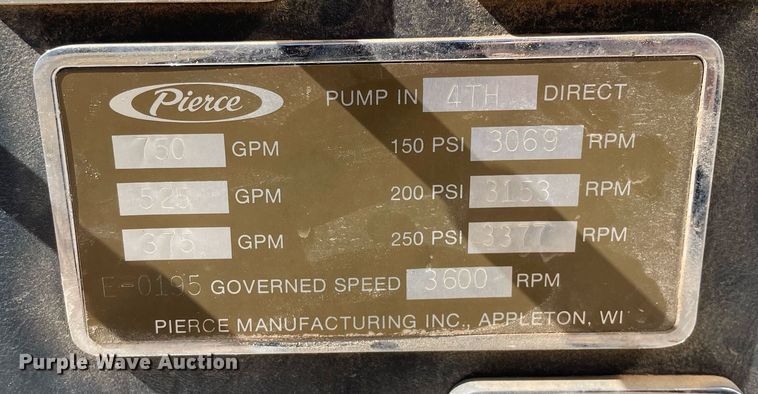 Pierce PUMP IN 4TH DIRECT
750 GPM 150 PSI 3069 RPM
525 GPM 200 PSI 3153 RPM
375 GPM 250 PSI 3377 RPM
E-0195 GOVERNED SPEED 3600 RPM
PIERCE MANUFACTURING INC., APPLETON, WI
Purple Wave Auction